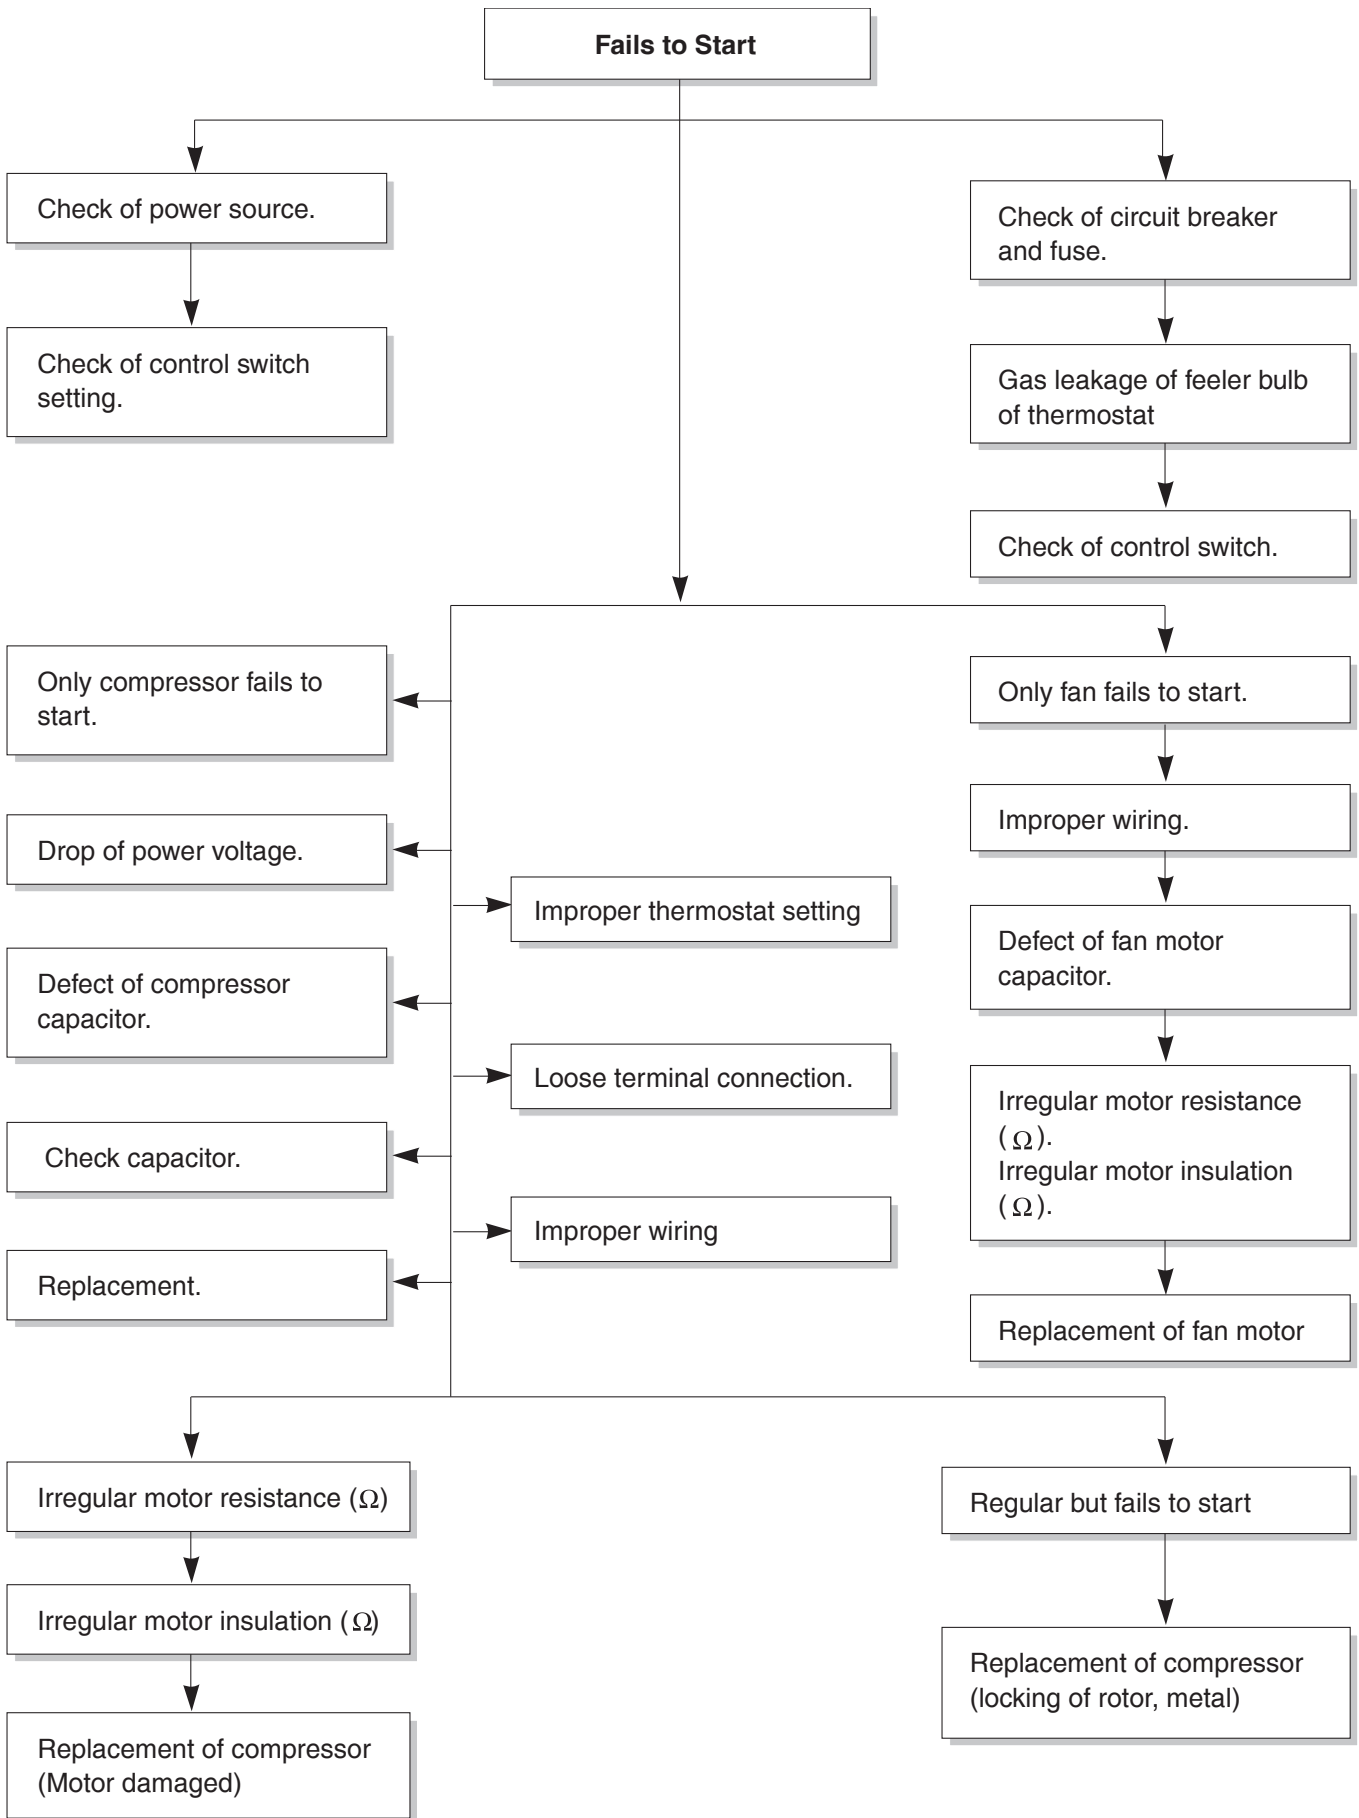 Fails to Start
Check of power source.
Check of control switch
setting.
Check of circuit breaker
and fuse.
Gas leakage of feeler bulb
of thermostat
Check of control switch.
Only compressor fails to
start.
Drop of power voltage.
Improper thermostat setting
Defect of compressor
capacitor.
Loose terminal connection.
Check capacitor.
Improper wiring
Replacement.
Only fan fails to start.
Improper wiring.
Defect of fan motor
capacitor.
Irregular motor resistance
(Ω).
Irregular motor insulation
(Ω).
Replacement of fan motor
Irregular motor resistance (Ω)
Irregular motor insulation (Ω)
Replacement of compressor
(Motor damaged)
Regular but fails to start
Replacement of compressor
(locking of rotor, metal)